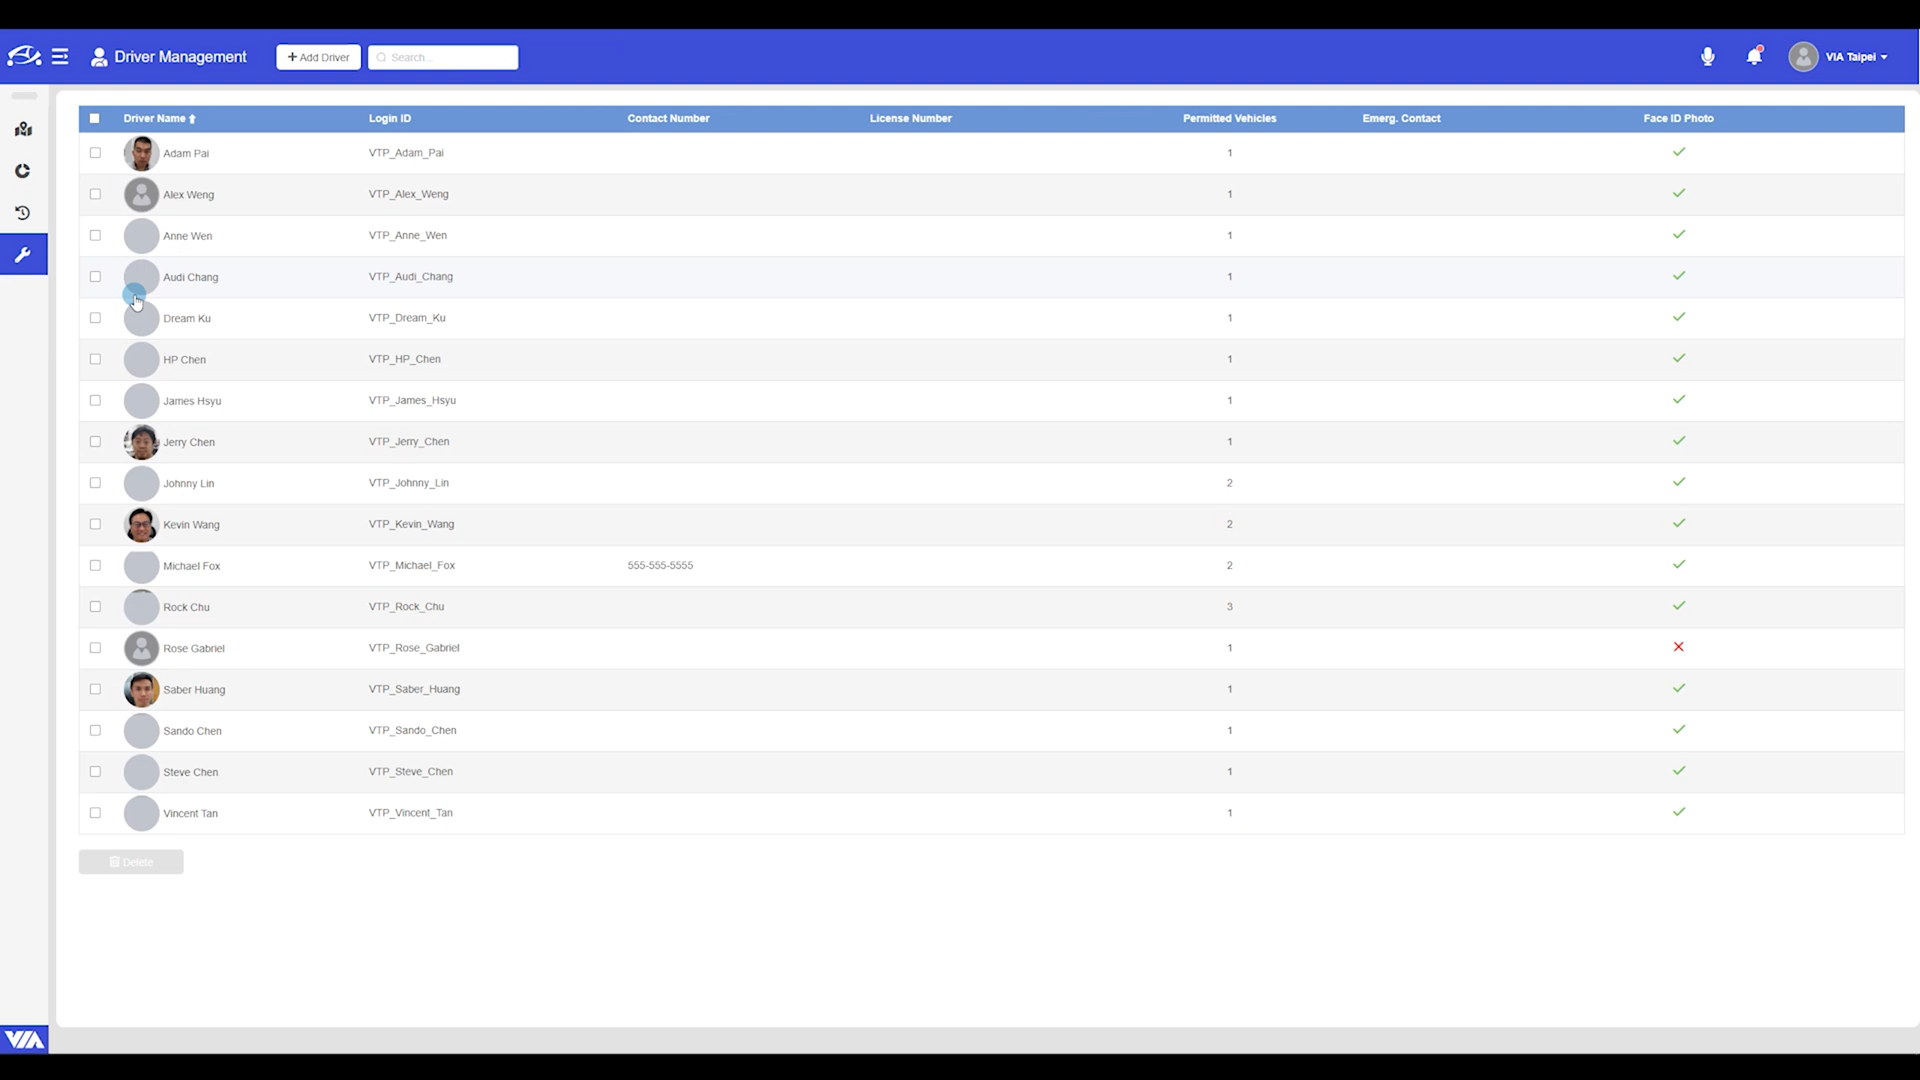 Driver Management
Add Driver
Search...
VIA Taipei
Driver Name Login ID Contact Number License Number Permitted Vehicles Emerg. Contact Face ID Photo
Adam Pai VTP_Adam_Pai 1
Alex Weng VTP_Alex_Weng 1
Anne Wen VTP_Anne_Wen 1
Audi Chang VTP_Audi_Chang 1
Dream Ku VTP_Dream_Ku 1
HP Chen VTP_HP_Chen 1
James Hsyu VTP_James_Hsyu 1
Jerry Chen VTP_Jerry_Chen 1
Johnny Lin VTP_Johnny_Lin 2
Kevin Wang VTP_Kevin_Wang 2
Michael Fox VTP_Michael_Fox 555-555-5555 2
Rock Chu VTP_Rock_Chu 3
Rose Gabriel VTP_Rose_Gabriel 1
Saber Huang VTP_Saber_Huang 1
Sando Chen VTP_Sando_Chen 1
Steve Chen VTP_Steve_Chen 1
Vincent Tan VTP_Vincent_Tan 1
Delete
VIA